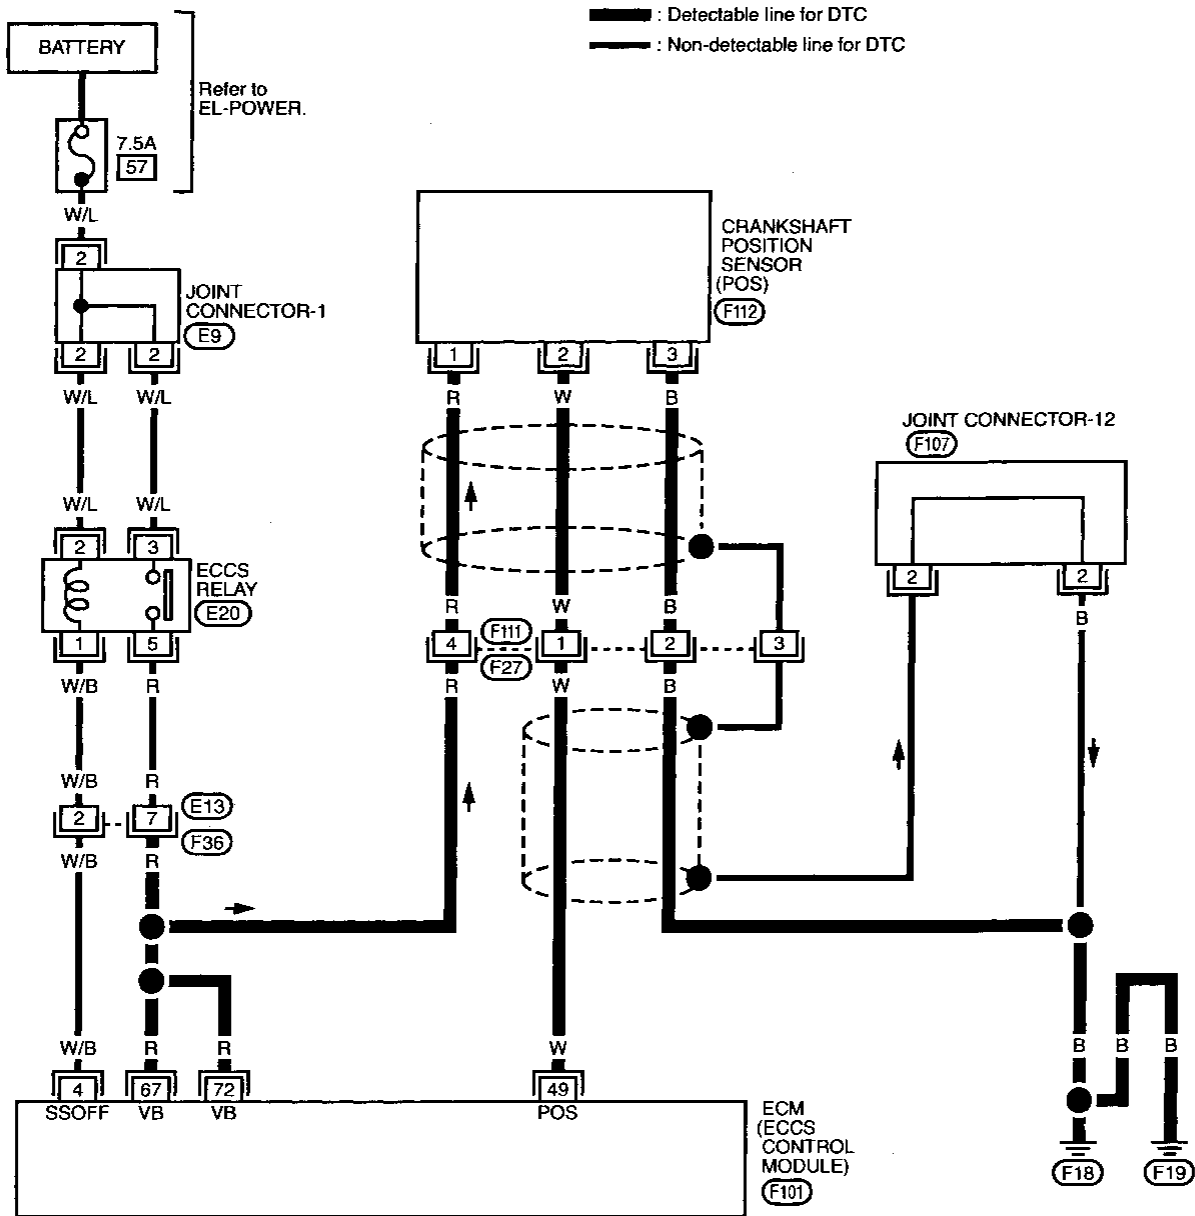 : Detectable line for DTC
: Non-detectable line for DTC
BATTERY
Refer to
EL-POWER.
7.5A
57
W/L
2
JOINT
CONNECTOR-1
E9
2 2
W/L W/L
W/L W/L
2 3
ECCS
RELAY
E20
1 5
W/B R
W/B R
2 7
E13
F36
W/B R
CRANKSHAFT
POSITION
SENSOR
(POS)
F112
1 2 3
R W B
R W B
4 F111 1 2 3
F27
R W B
JOINT CONNECTOR-12
F107
2 2
B
W/B R R W B B B
4 67 72 49
SSOFF VB VB POS
ECM
(ECCS
CONTROL
MODULE)
F101
F18 F19